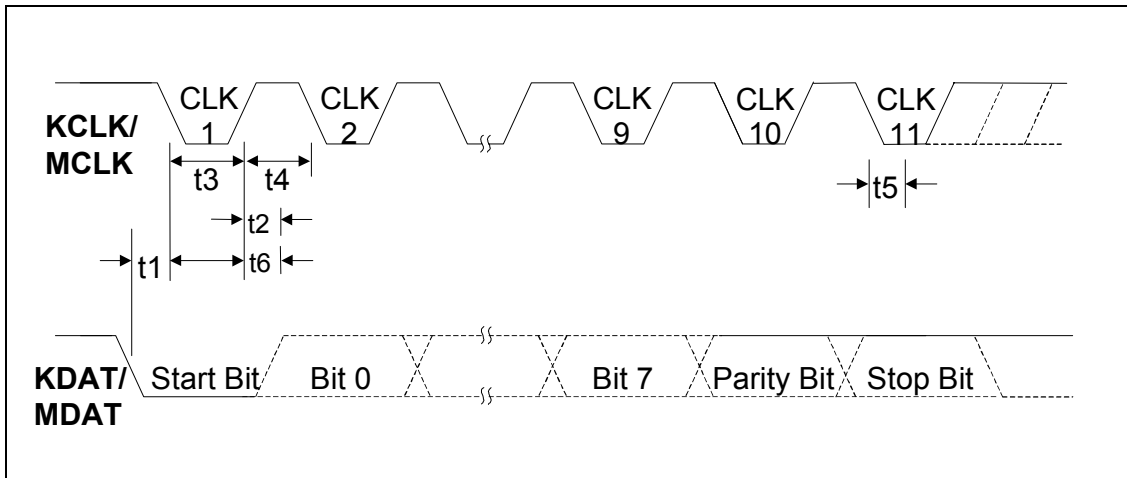 KCLK/
MCLK
CLK
1
CLK
2
CLK
9
CLK
10
CLK
11
t3
t4
t5
t2
t1
t6
KDAT/
MDAT
Start Bit
Bit 0
Bit 7
Parity Bit
Stop Bit